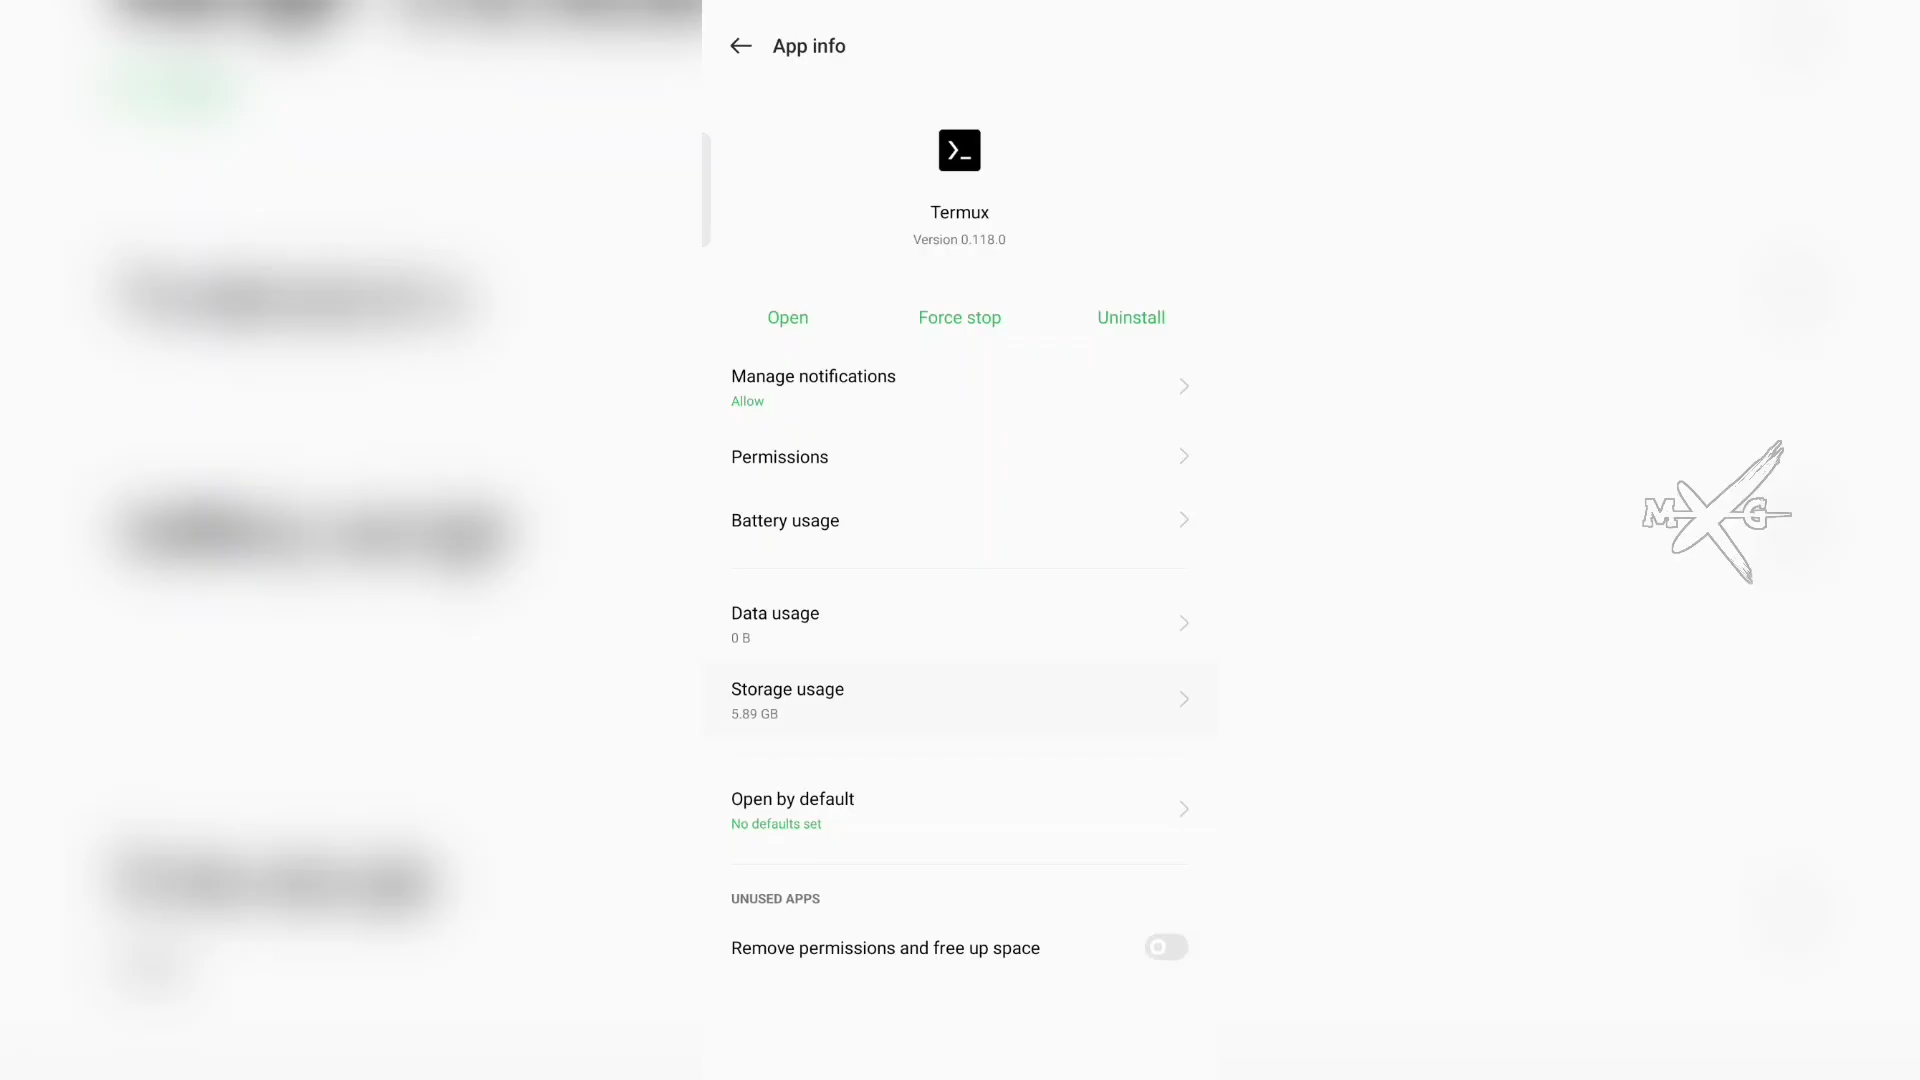 App info
Termux
Version 0.118.0
Open
Force stop
Uninstall
Manage notifications
Allow
Permissions
Battery usage
Data usage
0 B
Storage usage
5.89 GB
Open by default
No defaults set
UNUSED APPS
Remove permissions and free up space
MXG